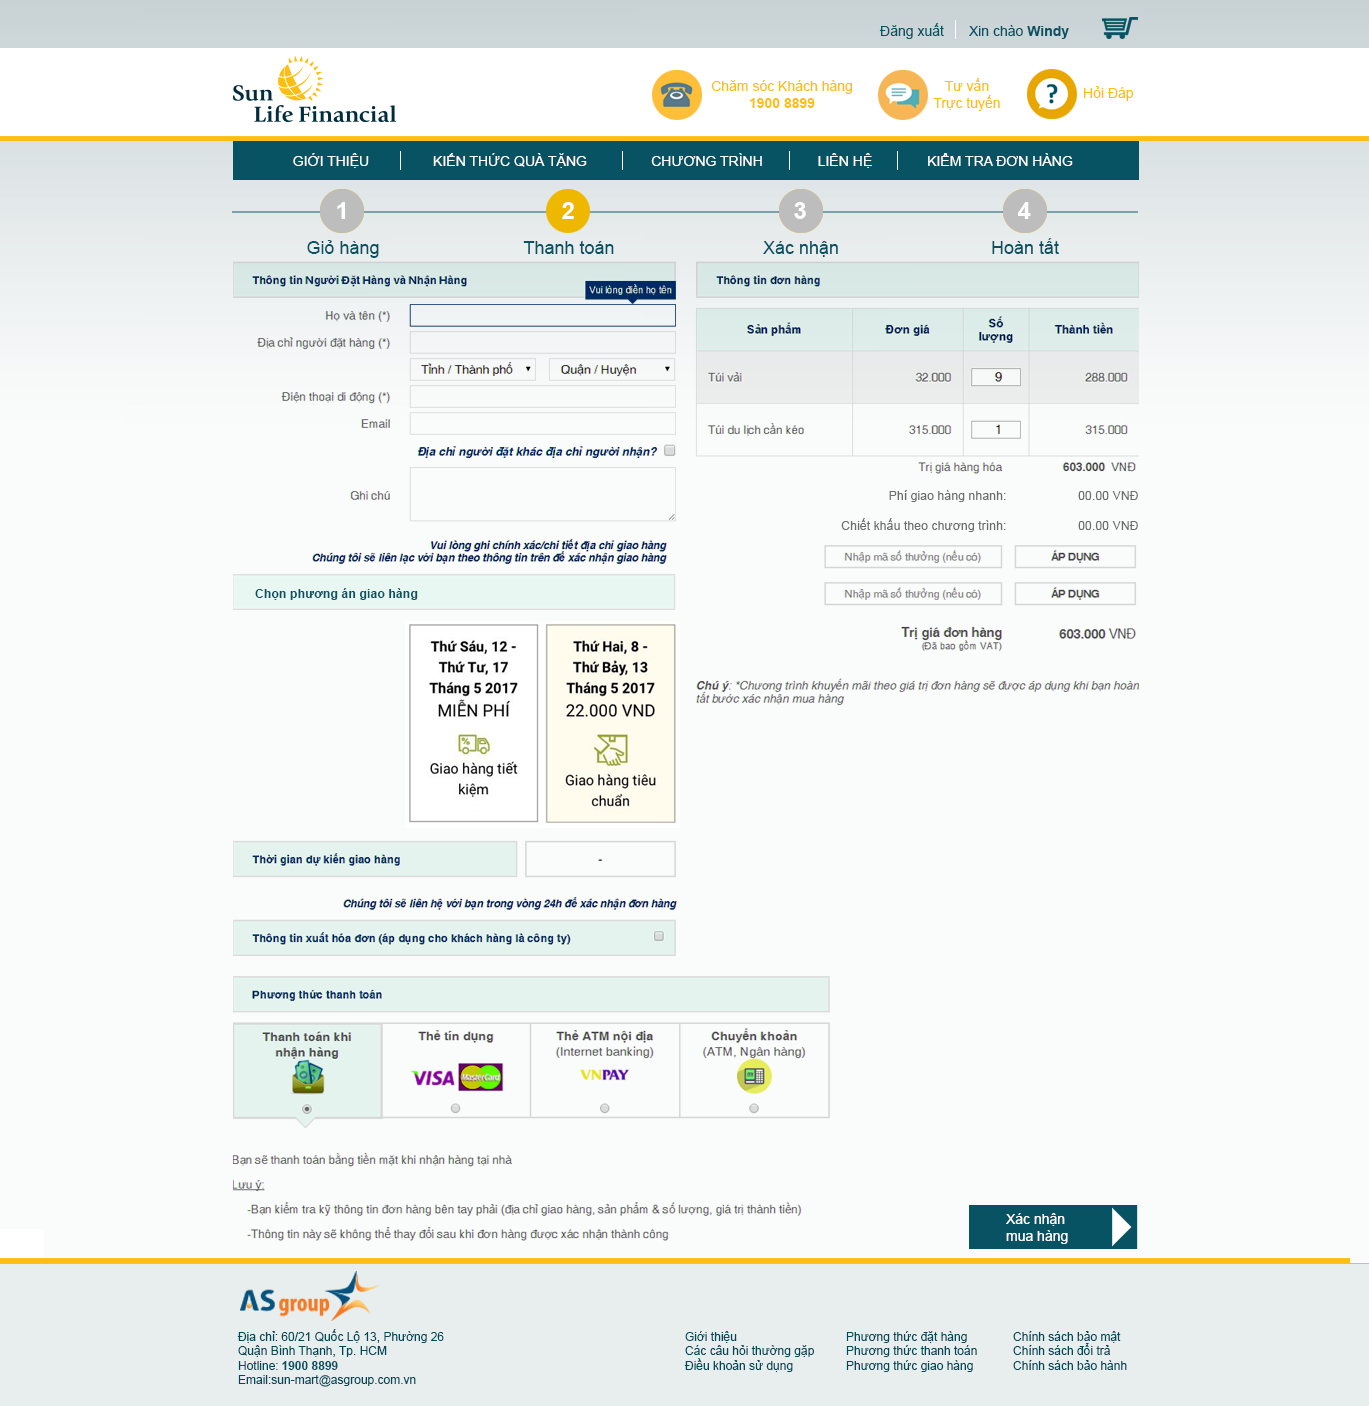 Đăng xuất
Xin chào Windy
Sun
Life Financial
Chăm sóc Khách hàng
1900 8899
Tư vấn
Trực tuyến
?
Hỏi Đáp
GIỚI THIỆU
KIẾN THỨC QUÀ TẶNG
CHƯƠNG TRÌNH
LIÊN HỆ
KIỂM TRA ĐƠN HÀNG
1
2
3
4
Giỏ hàng
Thanh toán
Xác nhận
Hoàn tất
Thông tin Người Đặt Hàng và Nhận Hàng
Vui lòng điền họ tên
Họ và tên (*)
Địa chỉ người đặt hàng (*)
Tỉnh / Thành phố
Quận / Huyện
Điện thoại di động (*)
Email
Địa chỉ người đặt khác địa chỉ người nhận?
Ghi chú
Vui lòng ghi chính xác/chi tiết địa chỉ giao hàng
Chúng tôi sẽ liên lạc với bạn theo thông tin trên để xác nhận giao hàng
Thông tin đơn hàng
Sản phẩm
Đơn giá
Số
lượng
Thành tiền
Túi vải
32.000
9
288.000
Túi du lịch cần kéo
315.000
1
315.000
Trị giá hàng hóa
603.000 VNĐ
Phí giao hàng nhanh:
00.00 VNĐ
Chiết khấu theo chương trình:
00.00 VNĐ
Nhập mã số thưởng (nếu có)
ÁP DỤNG
Nhập mã số thưởng (nếu có)
ÁP DỤNG
Trị giá đơn hàng
603.000 VNĐ
(Đã bao gồm VAT)
Chú ý: *Chương trình khuyến mãi theo giá trị đơn hàng sẽ được áp dụng khi bạn hoàn
tất bước xác nhận mua hàng
Chọn phương án giao hàng
Thứ Sáu, 12 -
Thứ Tư, 17
Tháng 5 2017
MIỄN PHÍ
%
Giao hàng tiết
kiệm
Thứ Hai, 8 -
Thứ Bảy, 13
Tháng 5 2017
22.000 VND
Giao hàng tiêu
chuẩn
Thời gian dự kiến giao hàng
-
Chúng tôi sẽ liên hệ với bạn trong vòng 24h để xác nhận đơn hàng
Thông tin xuất hóa đơn (áp dụng cho khách hàng là công ty)
Phương thức thanh toán
Thanh toán khi
nhận hàng
Thẻ tín dụng
VISA MasterCard
Thẻ ATM nội địa
(Internet banking)
VNPAY
Chuyển khoản
(ATM, Ngân hàng)
Bạn sẽ thanh toán bằng tiền mặt khi nhận hàng tại nhà
Lưu ý:
-Bạn kiểm tra kỹ thông tin đơn hàng bên tay phải (địa chỉ giao hàng, sản phẩm & số lượng, giá trị thành tiền)
-Thông tin này sẽ không thể thay đổi sau khi đơn hàng được xác nhận thành công
Xác nhận
mua hàng
AS group
Địa chỉ: 60/21 Quốc Lộ 13, Phường 26
Quận Bình Thạnh, Tp. HCM
Hotline: 1900 8899
Email:sun-mart@asgroup.com.vn
Giới thiệu
Các câu hỏi thường gặp
Điều khoản sử dụng
Phương thức đặt hàng
Phương thức thanh toán
Phương thức giao hàng
Chính sách bảo mật
Chính sách đổi trả
Chính sách bảo hành